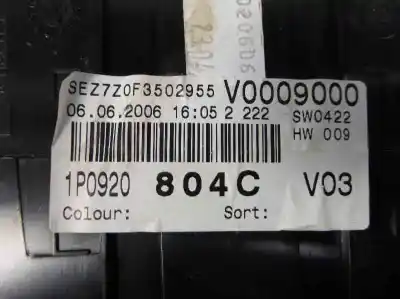 SEZ7Z0F3502955 V0009000
06.06.2006 16:05 2 222 SW0422
HW 009
1P0920 804C V03
Colour: Sort: